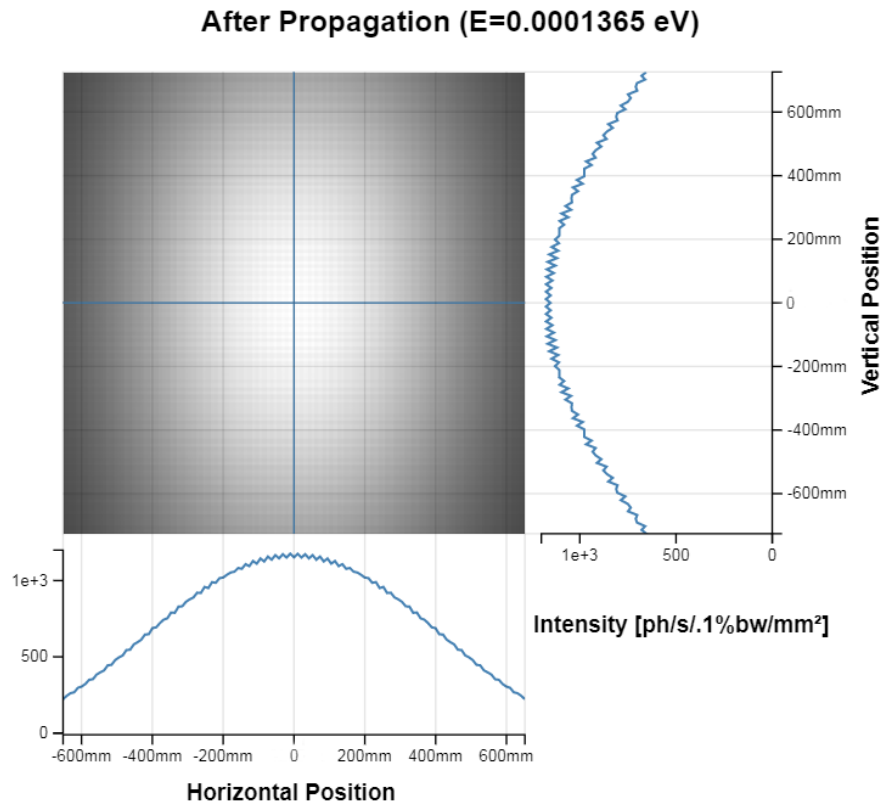 After Propagation (E=0.0001365 eV)
600mm
400mm
200mm
0
-200mm
-400mm
-600mm
Vertical Position
1e+3
500
0
Intensity [ph/s/.1%bw/mm²]
1e+3
500
0
-600mm
-400mm
-200mm
0
200mm
400mm
600mm
Horizontal Position